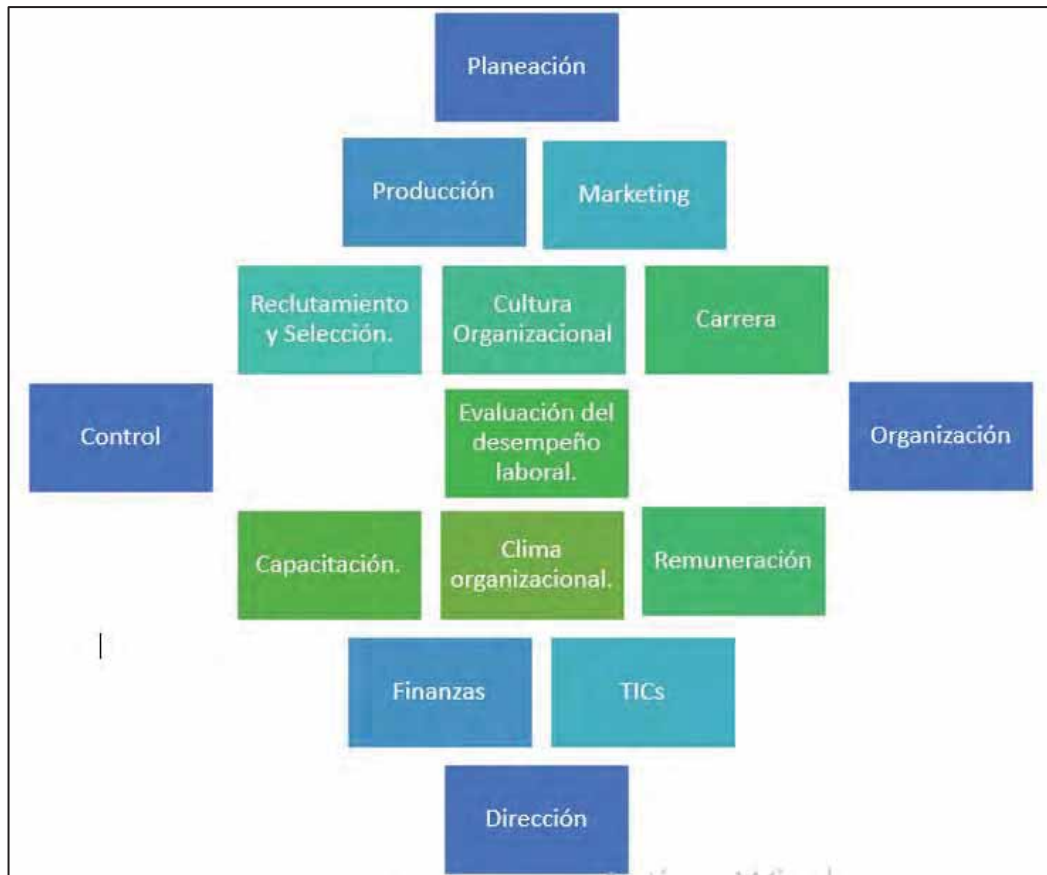 Planeación
Producción
Marketing
Reclutamiento
y Selección.
Cultura
Organizacional
Carrera
Control
Evaluación del
desempeño
laboral.
Organización
Capacitación.
Clima
organizacional.
Remuneración
Finanzas
TICs
Dirección